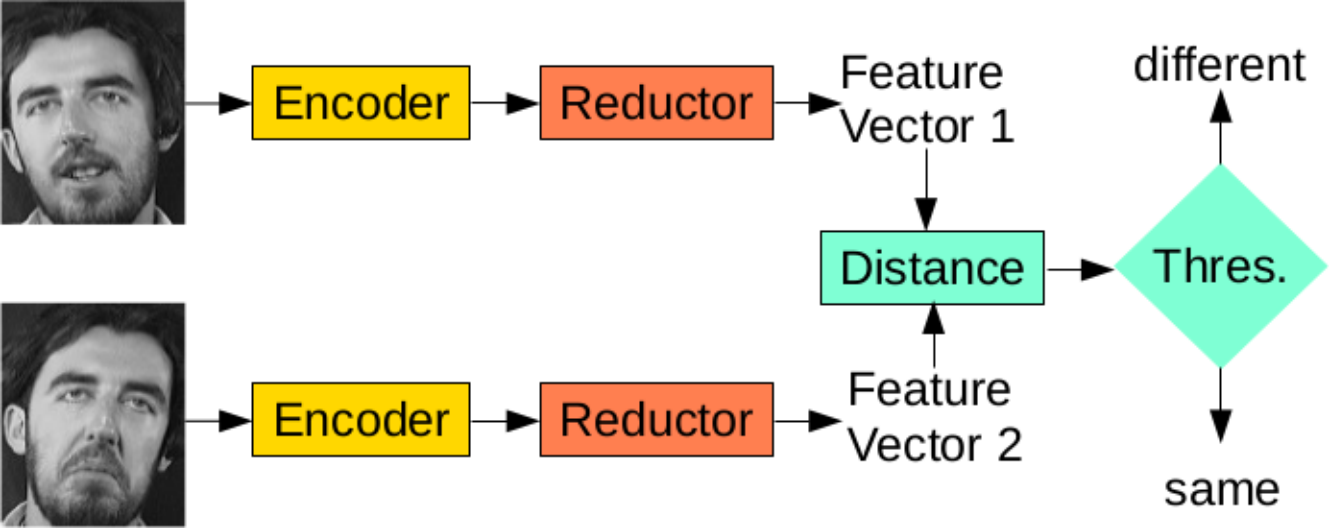 Encoder
Reductor
Feature
Vector 1
different
Distance
Thres.
Encoder
Reductor
Feature
Vector 2
same